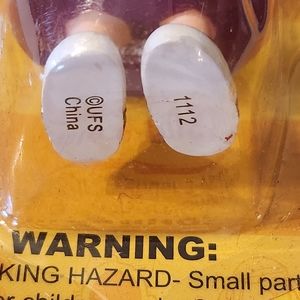 ©UFS
China
1112
WARNING:
KING HAZARD- Small part